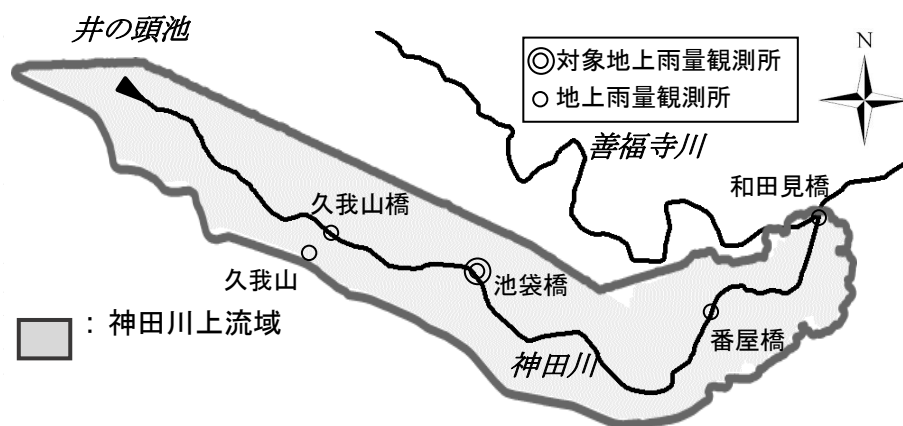 井の頭池
N
対象地上雨量観測所
地上雨量観測所
善福寺川
和田見橋
久我山橋
久我山
池袋橋
: 神田川上流域
神田川
番屋橋